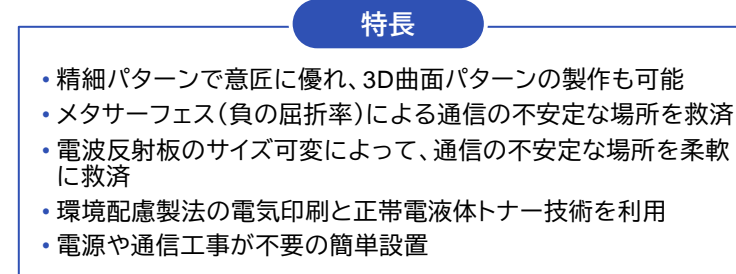 特長
• 精細パターンで意匠に優れ、3D曲面パターンの製作も可能
• メタサーフェス（負の屈折率）による通信の不安定な場所を救済
• 電波反射板のサイズ可変によって、通信の不安定な場所を柔軟
に救済
• 環境配慮製法の電気印刷と正帯電液体トナー技術を利用
• 電源や通信工事が不要の簡単設置